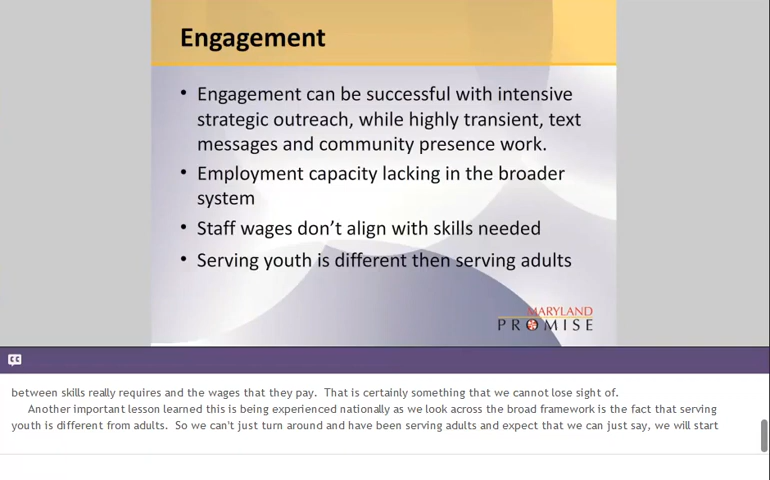 Engagement
• Engagement can be successful with intensive
strategic outreach, while highly transient, text
messages and community presence work.
• Employment capacity lacking in the broader
system
• Staff wages don’t align with skills needed
• Serving youth is different then serving adults
MARYLAND
PROMISE
CC
between skills really requires and the wages that they pay.  That is certainly something that we cannot lose sight of.
Another important lesson learned this is being experienced nationally as we look across the broad framework is the fact that serving
youth is different from adults.  So we can't just turn around and have been serving adults and expect that we can just say, we will start